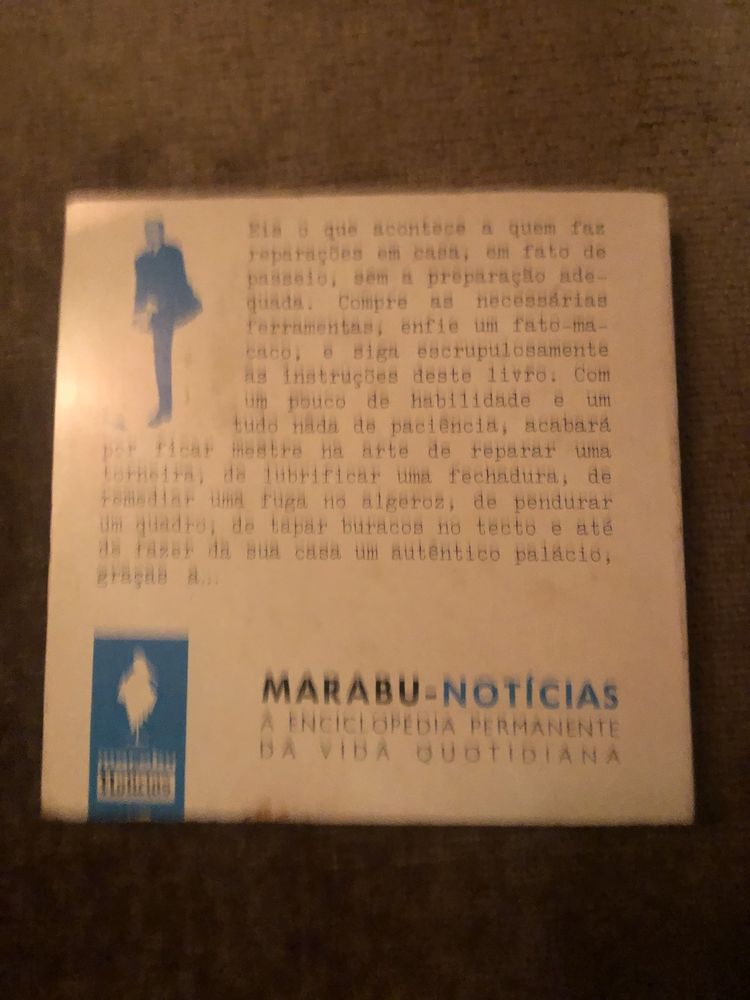 Eis o que acontece a quem faz
reparações em casa, em fato de
passeio, sem a preparação ade-
quada. Compre as necessárias
ferramentas, enfie um fato-ma-
caco, e siga escrupulosamente
as instruções deste livro. Com
um pouco de habilidade e um
tudo nada de paciência, acabará
por ficar mestre na arte de reparar uma
torneira, de lubrificar uma fechadura, de
remediar uma fuga no algeroz, de pendurar
um quadro, de tapar buracos no tecto e até
de fazer da sua casa um autêntico palácio,
graças a...
MARABU-NOTÍCIAS
A ENCICLOPÉDIA PERMANENTE
DA VIDA QUOTIDIANA
marabu
Notícias